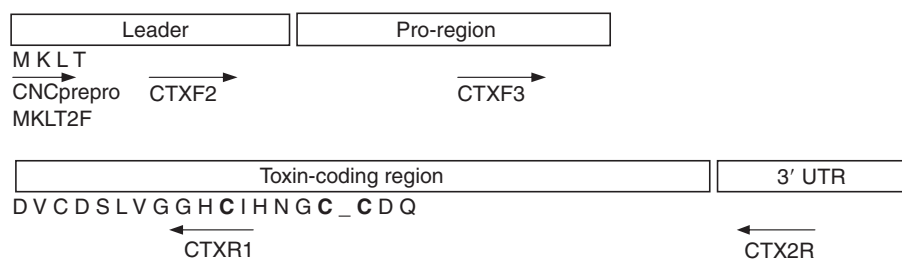 Leader Pro-region
M K L T
CNCprepro CTXF2 CTXF3
MKLT2F
Toxin-coding region 3′ UTR
D V C D S L V G G H C I H N G C _ C D Q
CTXR1 CTX2R